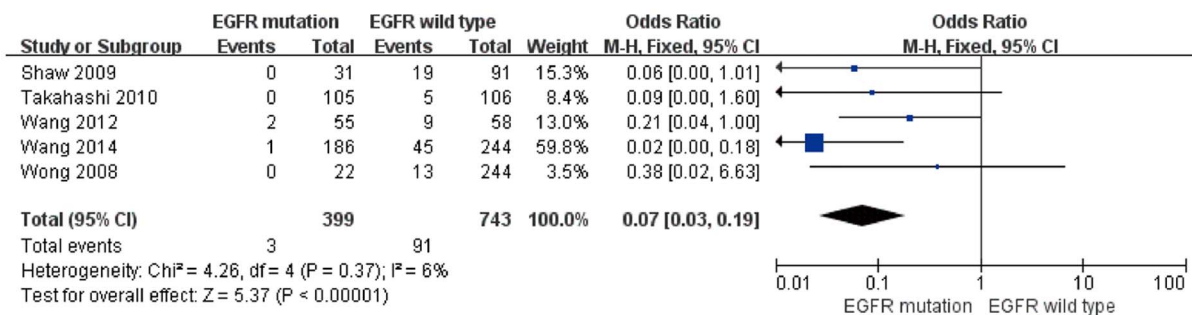 EGFR mutation EGFR wild type Odds Ratio Odds Ratio
Study or Subgroup Events Total Events Total Weight M-H, Fixed, 95% CI M-H, Fixed, 95% CI
Shaw 2009 0 31 19 91 15.3% 0.06 [0.00, 1.01]
Takahashi 2010 0 105 5 106 8.4% 0.09 [0.00, 1.60]
Wang 2012 2 55 9 58 13.0% 0.21 [0.04, 1.00]
Wang 2014 1 186 45 244 59.8% 0.02 [0.00, 0.18]
Wong 2008 0 22 13 244 3.5% 0.38 [0.02, 6.63]
Total (95% CI) 399 743 100.0% 0.07 [0.03, 0.19]
Total events 3 91
Heterogeneity: Chi² = 4.26, df = 4 (P = 0.37); I² = 6%
Test for overall effect: Z = 5.37 (P < 0.00001)
0.01 0.1 1 10 100
EGFR mutation EGFR wild type